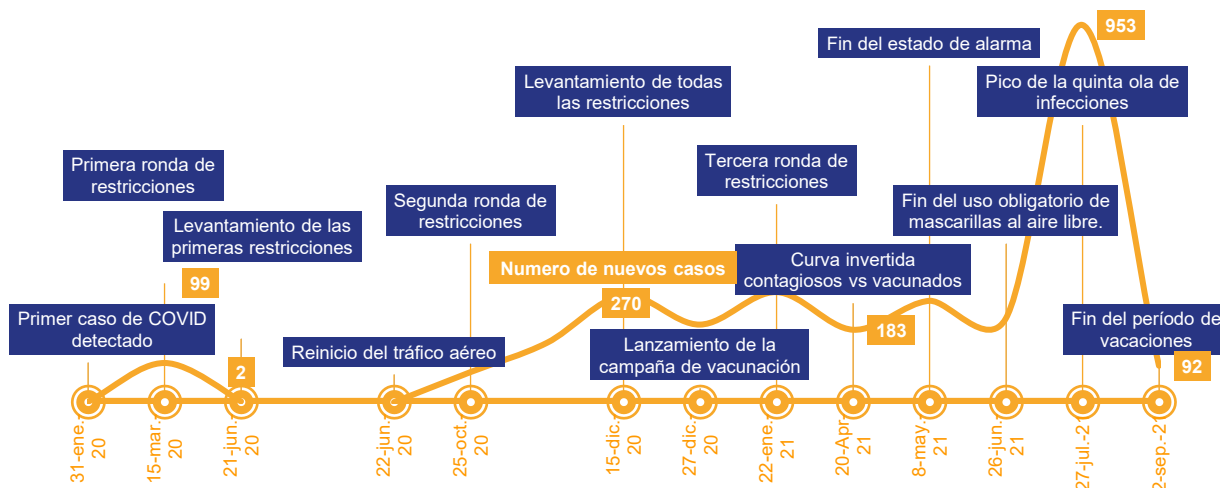 953
Fin del estado de alarma
Levantamiento de todas
las restricciones
Pico de la quinta ola de
infecciones
Primera ronda de
restricciones
Tercera ronda de
restricciones
Segunda ronda de
restricciones
Fin del uso obligatorio de
mascarillas al aire libre.
Levantamiento de las
primeras restricciones
Numero de nuevos casos
Curva invertida
contagiosos vs vacunados
99
270
183
Primer caso de COVID
detectado
Reinicio del tráfico aéreo
Lanzamiento de la
campaña de vacunación
Fin del período de
vacaciones
2
92
31-ene.-
20
15-mar.-
20
21-jun.-
20
22-jun.-
20
25-oct.-
20
15-dic.-
20
27-dic.-
20
22-ene.-
21
20-Apr-
21
8-may.-
21
26-jun.-
21
27-jul.-21
2-sep.-21